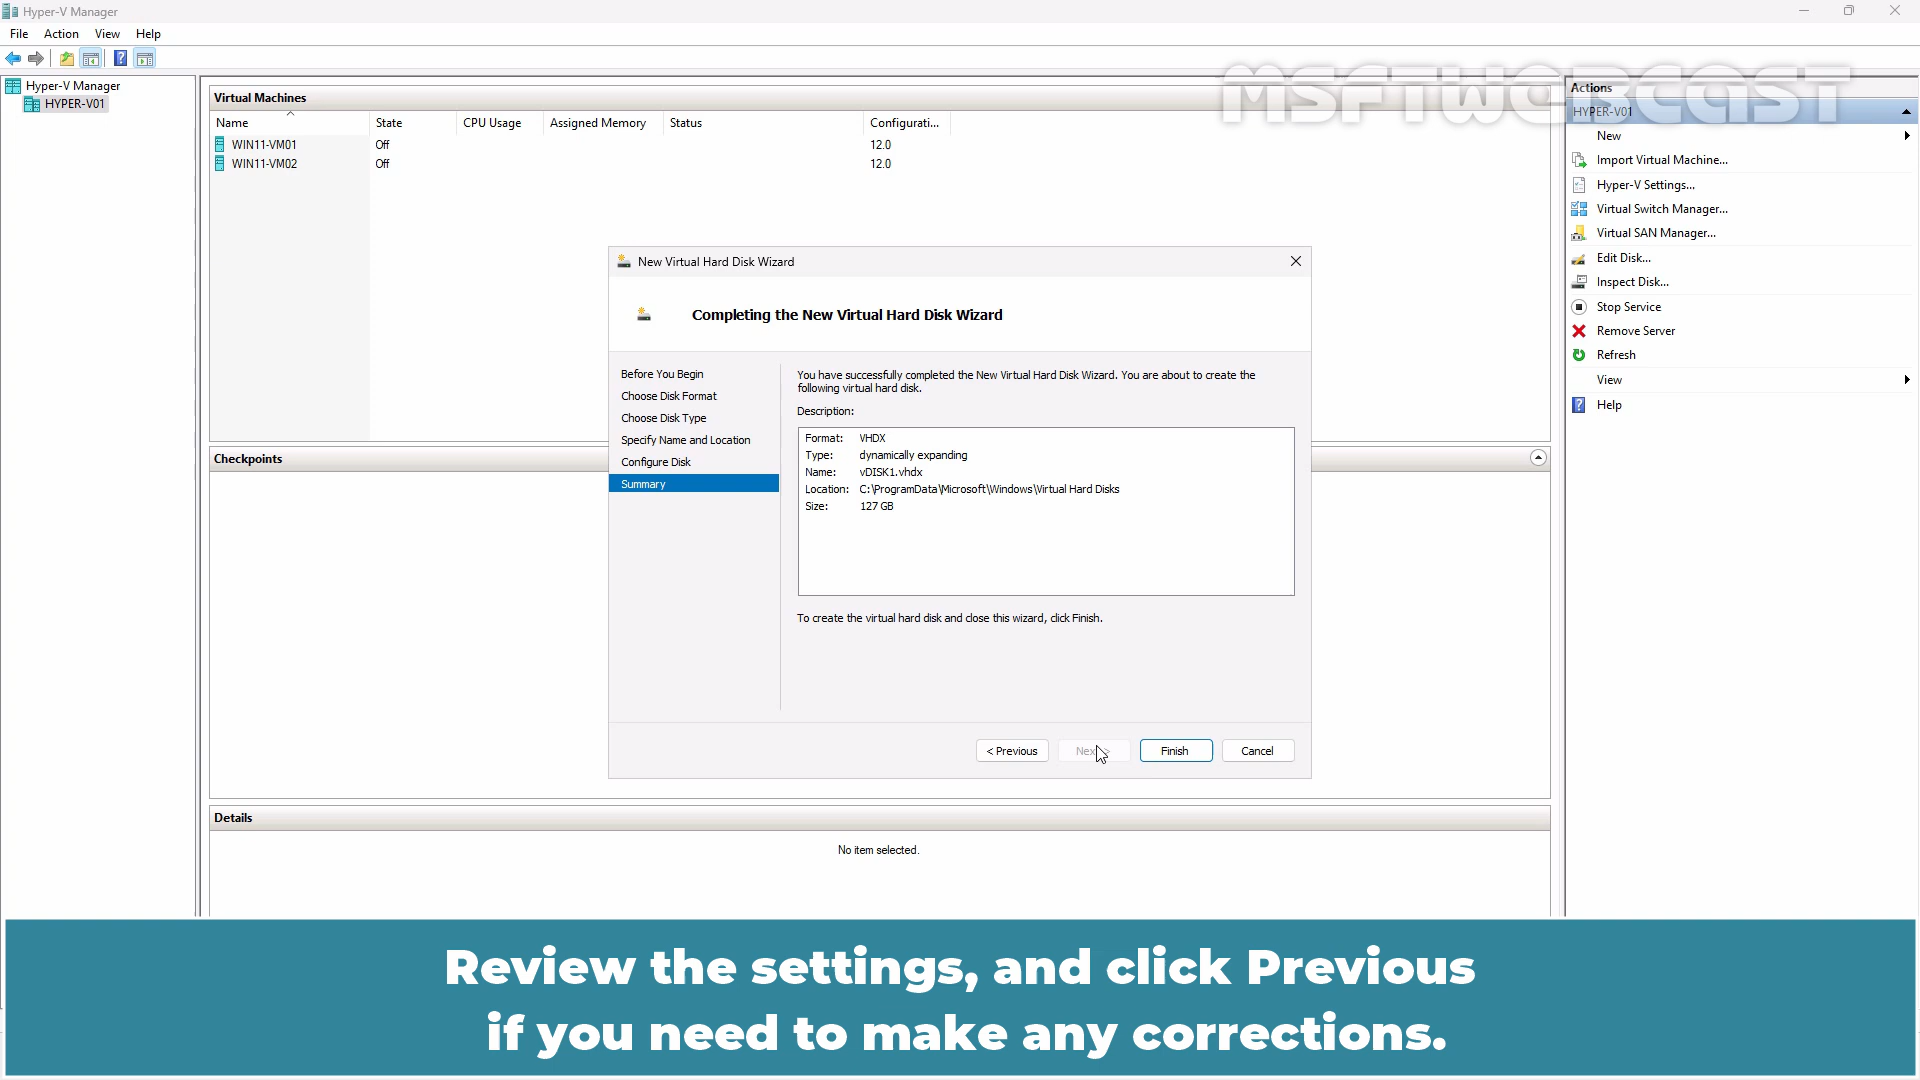 Hyper-V Manager
File Action View Help
Hyper-V Manager
HYPER-V01
Virtual Machines
Name State CPU Usage Assigned Memory Status Configurati...
WIN11-VM01 Off 12.0
WIN11-VM02 Off 12.0
Checkpoints
Details
No item selected.
New Virtual Hard Disk Wizard
Completing the New Virtual Hard Disk Wizard
Before You Begin
Choose Disk Format
Choose Disk Type
Specify Name and Location
Configure Disk
Summary
You have successfully completed the New Virtual Hard Disk Wizard. You are about to create the
following virtual hard disk.
Description:
Format: VHDX
Type: dynamically expanding
Name: vDISK1.vhdx
Location: C:\ProgramData\Microsoft\Windows\Virtual Hard Disks
Size: 127 GB
To create the virtual hard disk and close this wizard, click Finish.
< Previous Next > Finish Cancel
MSFTWEBCAST
Actions
HYPER-V01
New
Import Virtual Machine...
Hyper-V Settings...
Virtual Switch Manager...
Virtual SAN Manager...
Edit Disk...
Inspect Disk...
Stop Service
Remove Server
Refresh
View
Help
Review the settings, and click Previous
if you need to make any corrections.